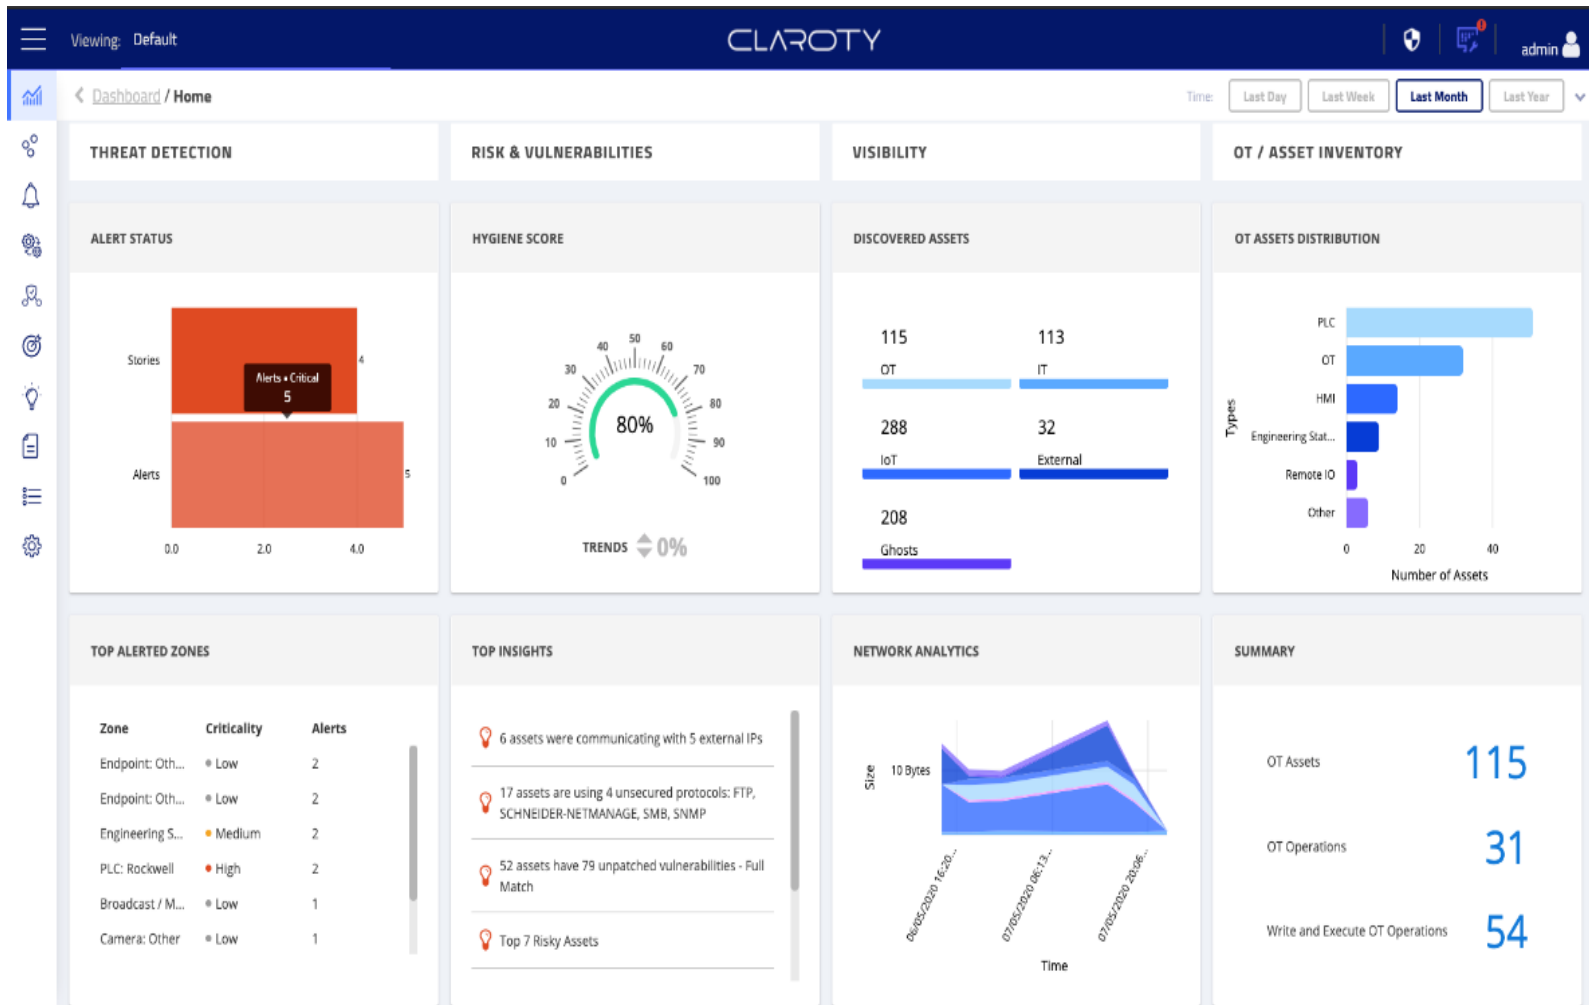 Viewing: Default
CLAROTY
!
admin
Dashboard / Home
Time: Last Day Last Week Last Month Last Year
THREAT DETECTION
RISK & VULNERABILITIES
VISIBILITY
OT / ASSET INVENTORY
ALERT STATUS
Stories
4
Alerts • Critical
5
Alerts
5
0.0 2.0 4.0
HYGIENE SCORE
0 10 20 30 40 50 60 70 80 90 100
80%
TRENDS 0%
DISCOVERED ASSETS
115 113
OT IT
288 32
IoT External
208
Ghosts
OT ASSETS DISTRIBUTION
Types
PLC
OT
HMI
Engineering Stat...
Remote IO
Other
0 20 40
Number of Assets
TOP ALERTED ZONES
Zone Criticality Alerts
Endpoint: Oth... Low 2
Endpoint: Oth... Low 2
Engineering S... Medium 2
PLC: Rockwell High 2
Broadcast / M... Low 1
Camera: Other Low 1
TOP INSIGHTS
6 assets were communicating with 5 external IPs
17 assets are using 4 unsecured protocols: FTP,
SCHNEIDER-NETMANAGE, SMB, SNMP
52 assets have 79 unpatched vulnerabilities - Full
Match
Top 7 Risky Assets
NETWORK ANALYTICS
Size
10 Bytes
06/05/2020 16:20...
07/05/2020 06:13...
07/05/2020 20:06...
Time
SUMMARY
OT Assets 115
OT Operations 31
Write and Execute OT Operations 54